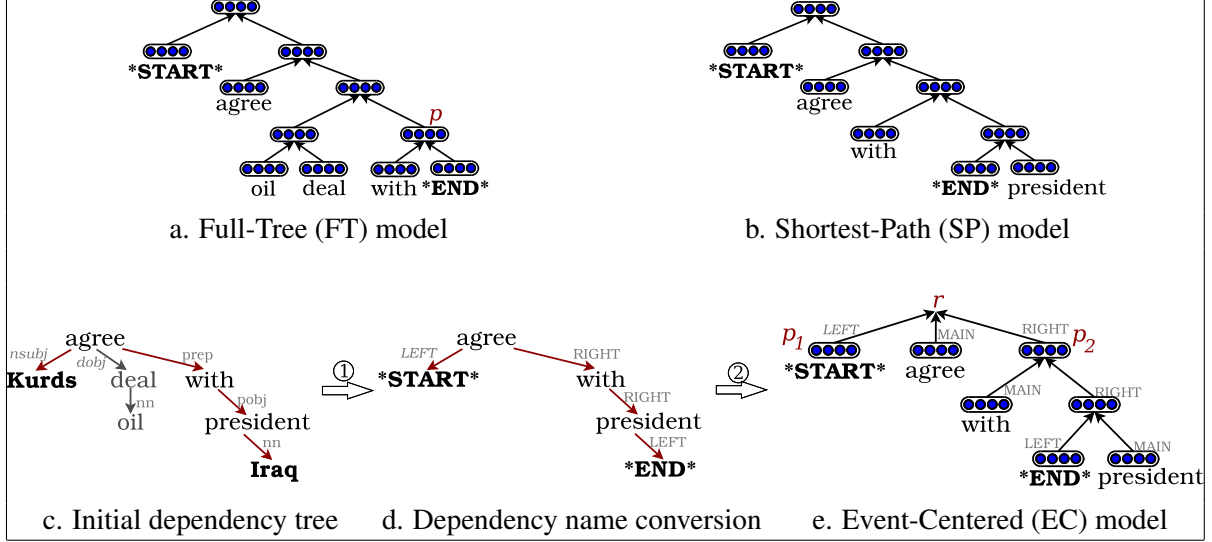 *START*
agree
p
oil deal with *END*
a. Full-Tree (FT) model
*START*
agree
with
*END* president
b. Shortest-Path (SP) model
agree
nsubj dobj prep
Kurds deal with
nn pobj
oil president
nn
Iraq
c. Initial dependency tree
1
agree
LEFT RIGHT
*START* with
RIGHT
president
LEFT
*END*
d. Dependency name conversion
2
r
p1 LEFT MAIN RIGHT p2
*START* agree
MAIN RIGHT
with
LEFT MAIN
*END* president
e. Event-Centered (EC) model